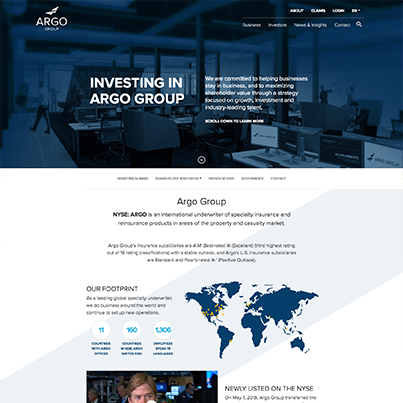 ABOUT CLAIMS LOGIN EN
ARGO
GROUP
Business Investors News & Insights Contact
INVESTING IN
ARGO GROUP
We are committed to helping businesses
stay in business, and to maximizing
shareholder value through a strategy
focused on growth, investment and
industry-leading talent.
SCROLL DOWN TO LEARN MORE
ARGO GROUP
INVESTING IN ARGO SHAREHOLDER RESOURCES PRESENTATIONS GOVERNANCE CONTACT
Argo Group
NYSE: ARGO is an international underwriter of specialty insurance and
reinsurance products in areas of the property and casualty market.
Argo Group's insurance subsidiaries are A.M. Best-rated 'A' (Excellent) (third highest rating
out of 16 rating classifications) with a stable outlook, and Argo's U.S. insurance subsidiaries
are Standard and Poor's-rated 'A-' (Positive Outlook).
OUR FOOTPRINT
As a leading global specialty underwriter,
we do business around the world and
continue to set up new operations.
11 160 1,306
COUNTRIES WITH ARGO OFFICES
COUNTRIES WHERE ARGO WRITES RISK
EMPLOYEES SPEAK 19 LANGUAGES
NEWLY LISTED ON THE NYSE
On May 7, 2018, Argo Group transferred the